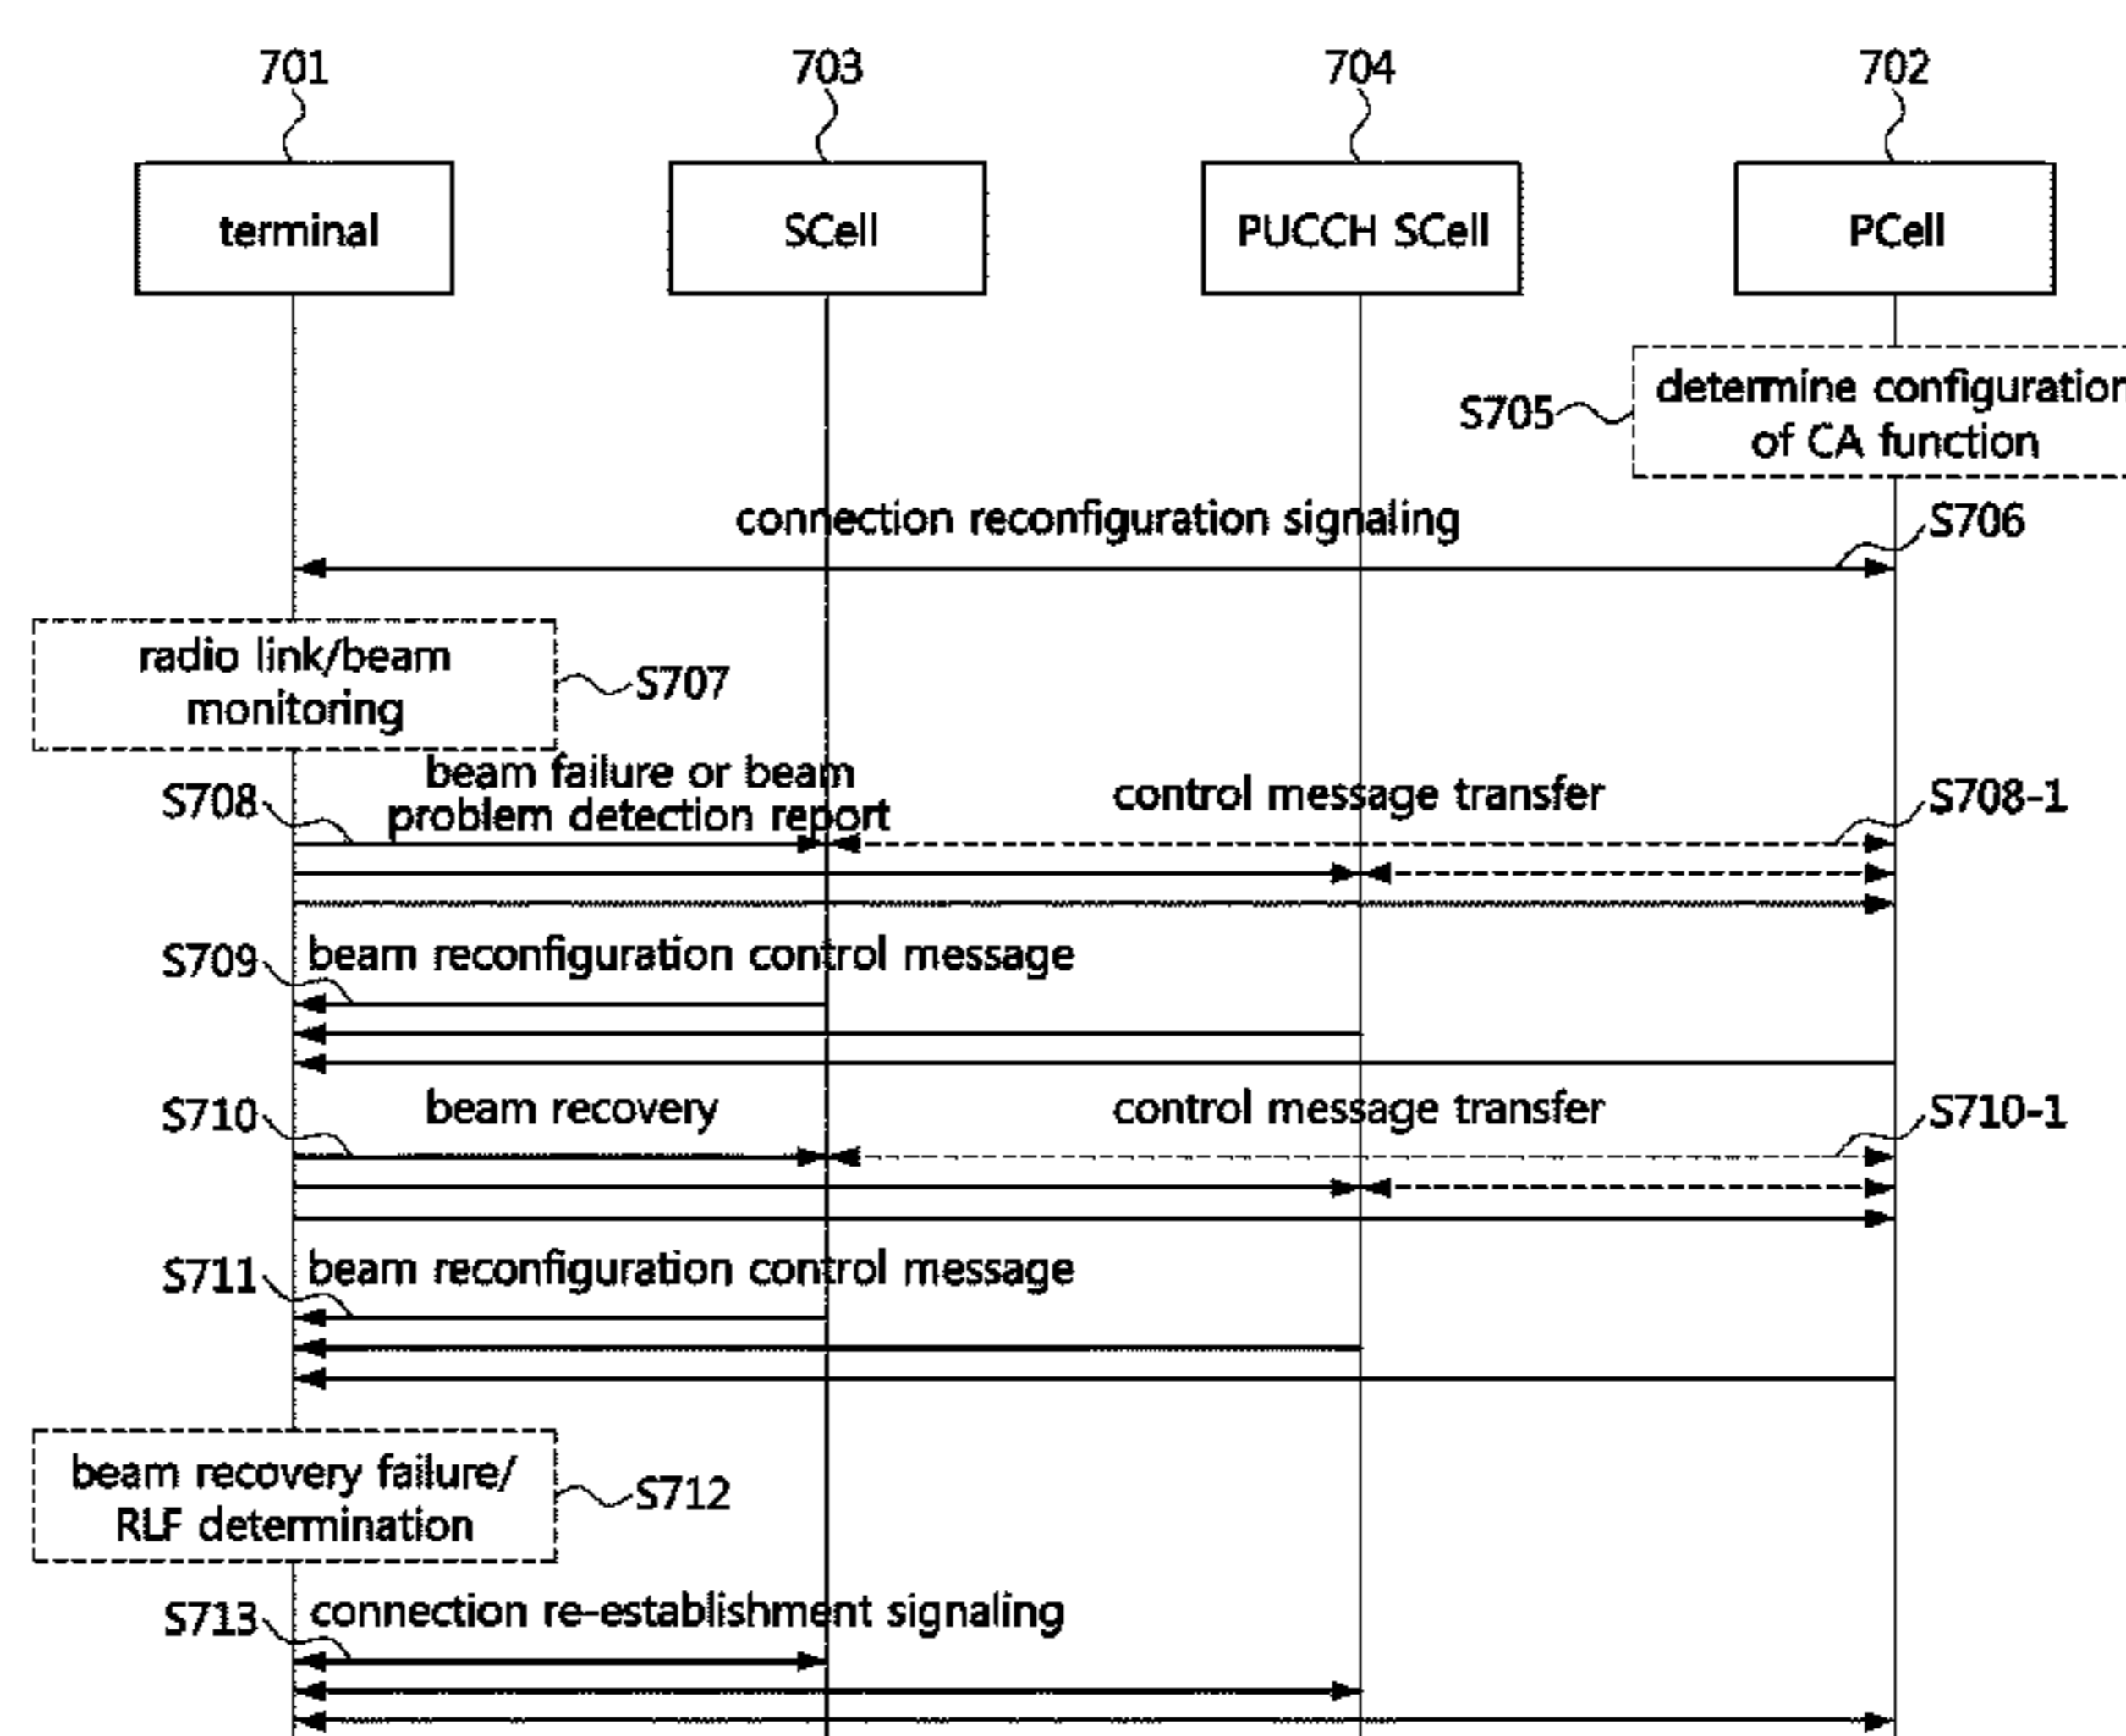 701
703
704
702
terminal
SCell
PUCCH SCell
PCell
S705
determine configuration
of CA function
connection reconfiguration signaling
S706
radio link/beam
monitoring
S707
S708
beam failure or beam
problem detection report
control message transfer
S708-1
S709
beam reconfiguration control message
S710
beam recovery
control message transfer
S710-1
S711
beam reconfiguration control message
beam recovery failure/
RLF determination
S712
S713
connection re-establishment signaling